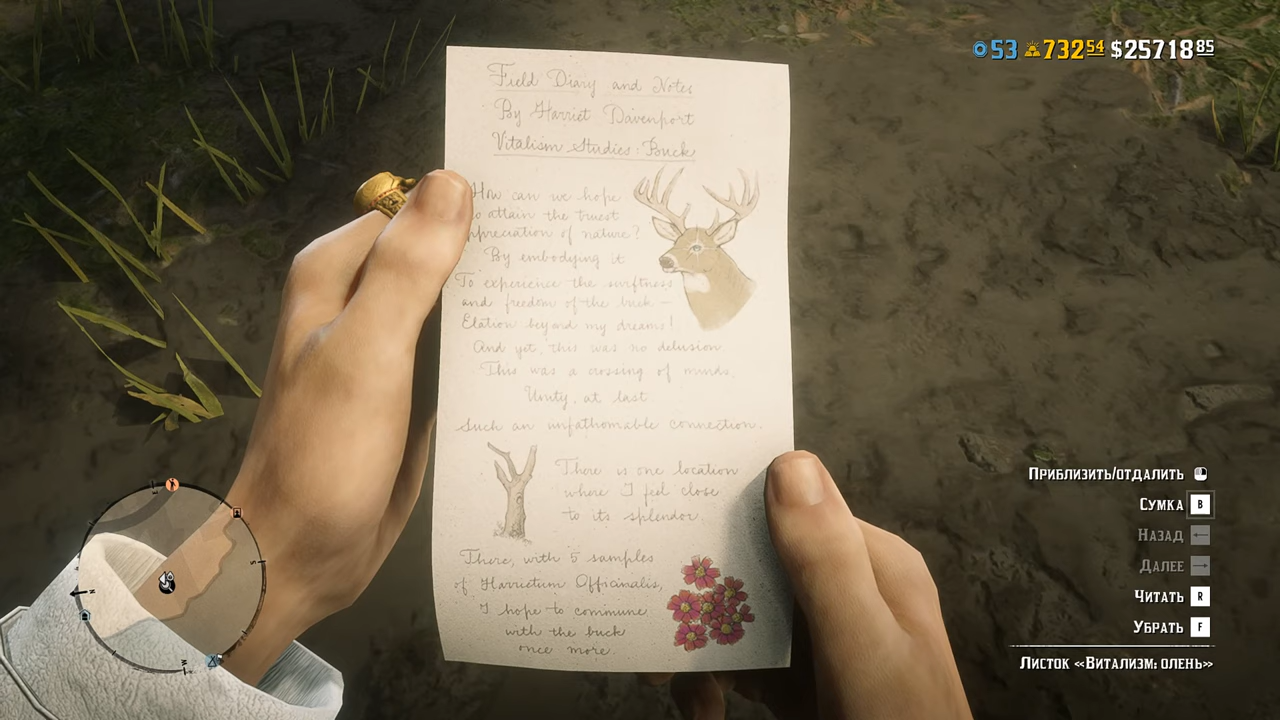 53 732 54 $25718 85
Field Diary and Notes
By Harriet Davenport
Vitalism Studies: Buck
How can we hope
to attain the truest
appreciation of nature?
By embodying it
To experience the swiftness
and freedom of the buck —
Elation beyond my dreams!
And yet, this was no delusion
This was a crossing of minds.
Unity, at last
Such an unfathomable connection.
There is one location
where I feel close
to its splendor.
There, with 5 samples
of Harrietum Officinalis,
I hope to commune
with the buck
once more.
Приблизить/отдалить
Сумка B
Назад ←
Далее →
Читать R
Убрать F
Листок «Витализм: олень»